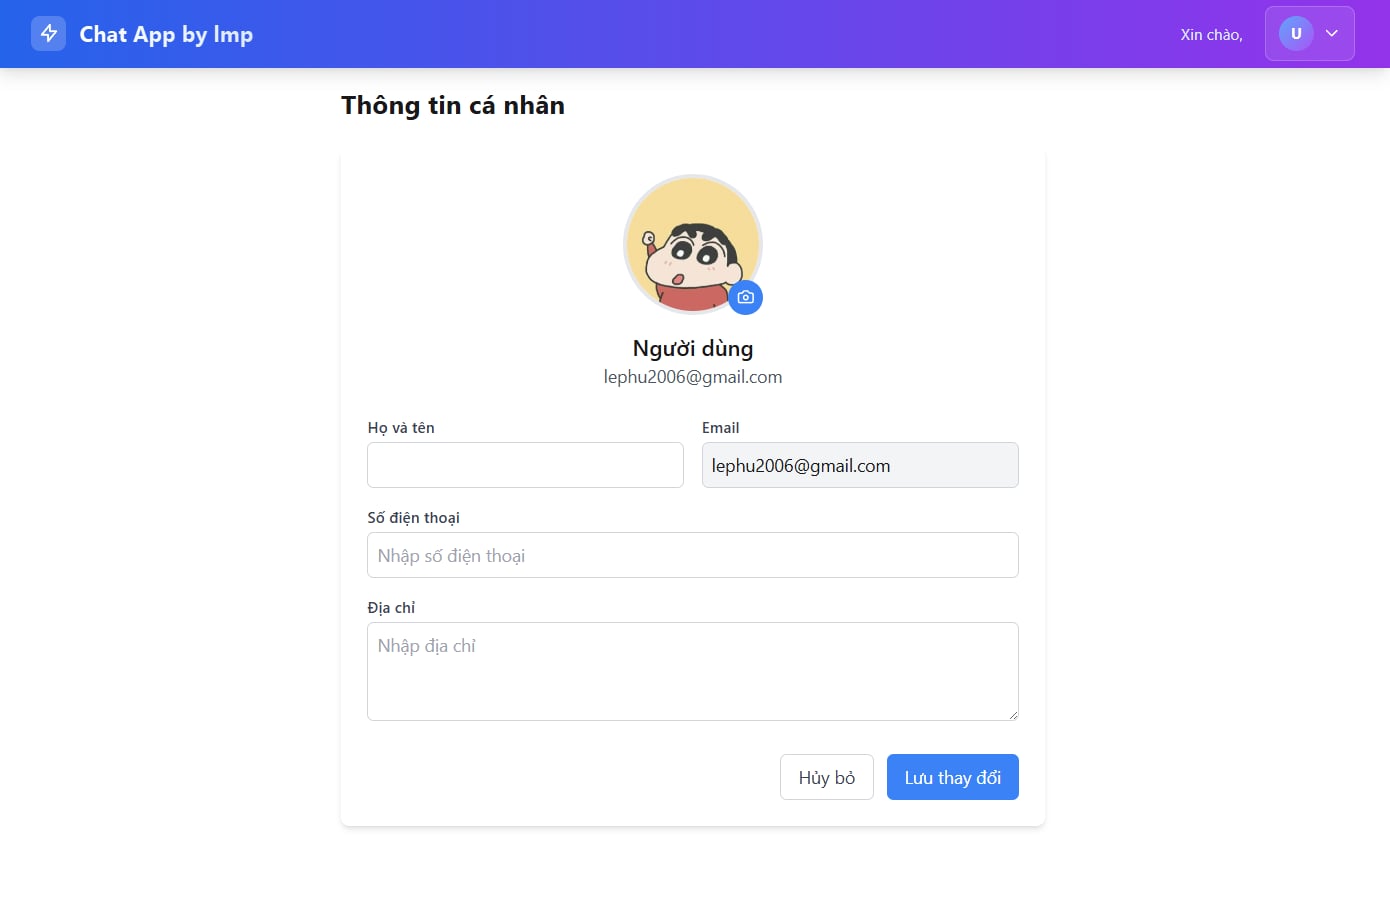 Chat App by lmp
Xin chào,
U
Thông tin cá nhân
Người dùng
lephu2006@gmail.com
Họ và tên
Email
lephu2006@gmail.com
Số điện thoại
Nhập số điện thoại
Địa chỉ
Nhập địa chỉ
Hủy bỏ
Lưu thay đổi